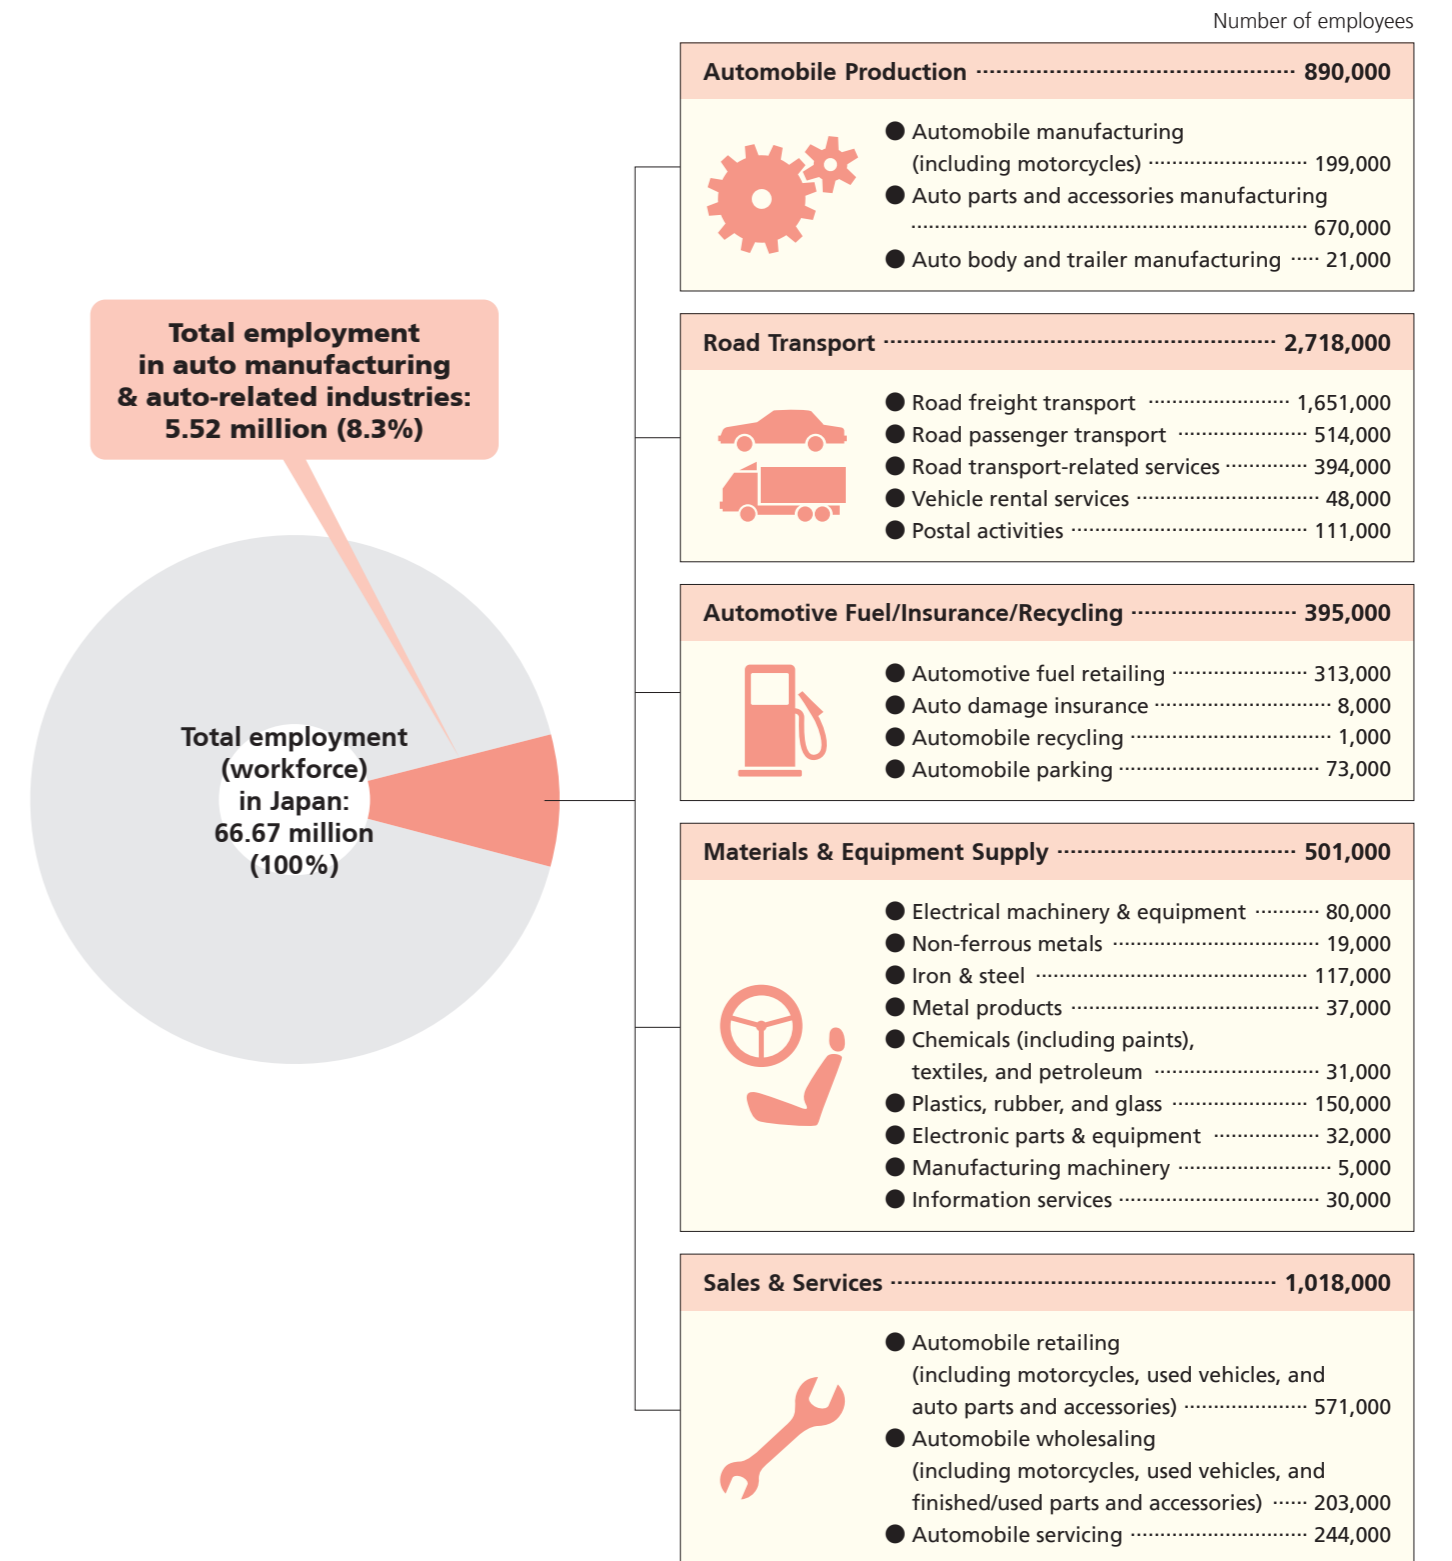 Number of employees
Total employment
in auto manufacturing
& auto-related industries:
5.52 million (8.3%)
Total employment
(workforce)
in Japan:
66.67 million
(100%)
Automobile Production 890,000
● Automobile manufacturing
(including motorcycles) 199,000
● Auto parts and accessories manufacturing
670,000
● Auto body and trailer manufacturing 21,000
Road Transport 2,718,000
● Road freight transport 1,651,000
● Road passenger transport 514,000
● Road transport-related services 394,000
● Vehicle rental services 48,000
● Postal activities 111,000
Automotive Fuel/Insurance/Recycling 395,000
● Automotive fuel retailing 313,000
● Auto damage insurance 8,000
● Automobile recycling 1,000
● Automobile parking 73,000
Materials & Equipment Supply 501,000
● Electrical machinery & equipment 80,000
● Non-ferrous metals 19,000
● Iron & steel 117,000
● Metal products 37,000
● Chemicals (including paints),
textiles, and petroleum 31,000
● Plastics, rubber, and glass 150,000
● Electronic parts & equipment 32,000
● Manufacturing machinery 5,000
● Information services 30,000
Sales & Services 1,018,000
● Automobile retailing
(including motorcycles, used vehicles, and
auto parts and accessories) 571,000
● Automobile wholesaling
(including motorcycles, used vehicles, and
finished/used parts and accessories) 203,000
● Automobile servicing 244,000